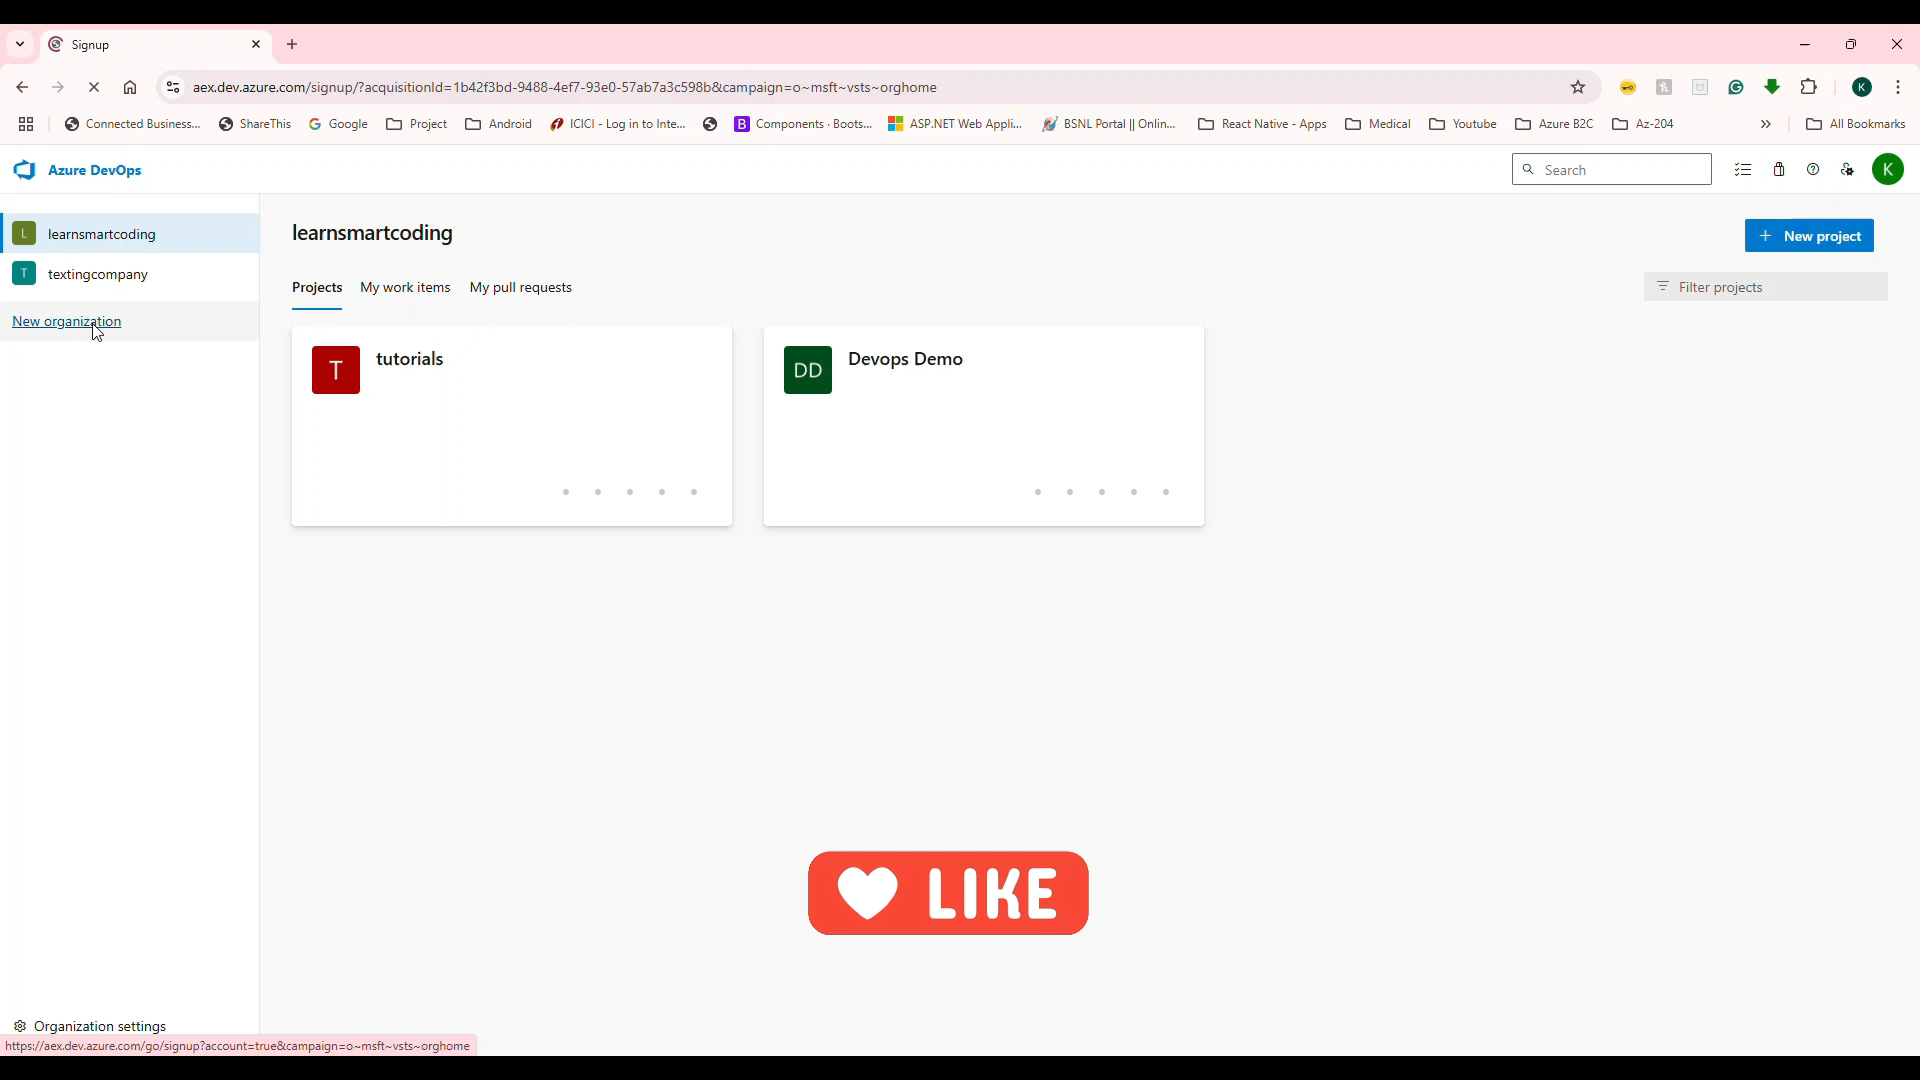 Signup
aex.dev.azure.com/signup/?acquisitionId=1b42f3bd-9488-4ef7-93e0-57ab7a3c598b&campaign=o~msft~vsts~orghome
K
Connected Business... ShareThis Google Project Android ICICI - Log in to Inte... B Components · Boots... ASP.NET Web Appli... BSNL Portal || Onlin... React Native - Apps Medical Youtube Azure B2C Az-204 » All Bookmarks
Azure DevOps Search K
L learnsmartcoding
T textingcompany
New organization
learnsmartcoding
+ New project
Projects My work items My pull requests
Filter projects
T tutorials
DD Devops Demo
LIKE
Organization settings
https://aex.dev.azure.com/go/signup?account=true&campaign=o~msft~vsts~orghome